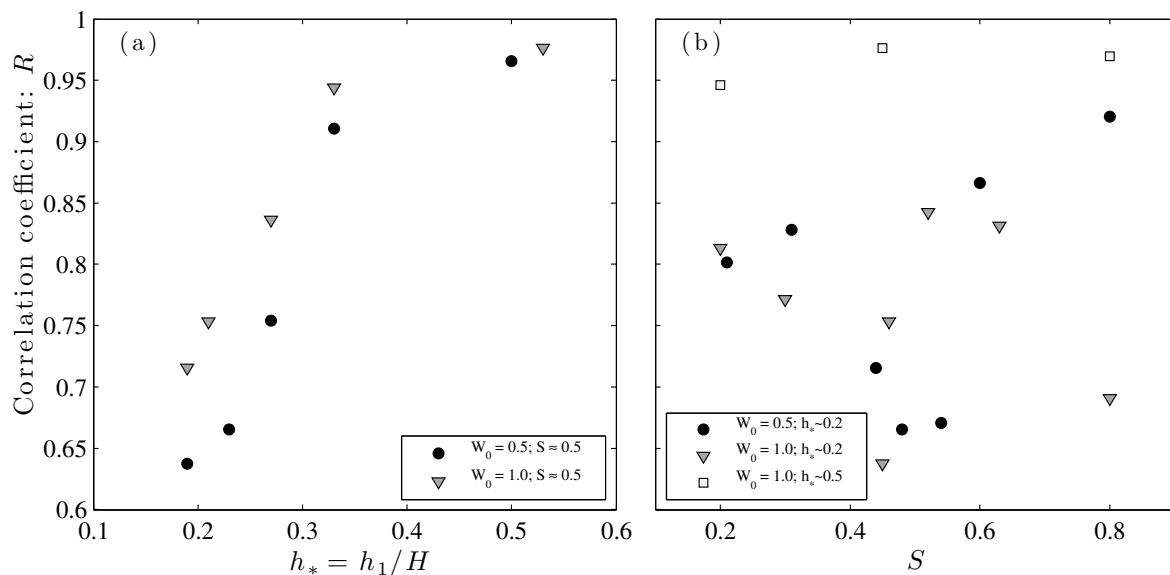 Correlation coefficient: R
1
0.95
0.9
0.85
0.8
0.75
0.7
0.65
0.6
(a)
W₀ = 0.5; S ≈ 0.5
W₀ = 1.0; S ≈ 0.5
0.1 0.2 0.3 0.4 0.5 0.6
h* = h₁/H
(b)
W₀ = 0.5; h*~0.2
W₀ = 1.0; h*~0.2
W₀ = 1.0; h*~0.5
0.2 0.4 0.6 0.8
S